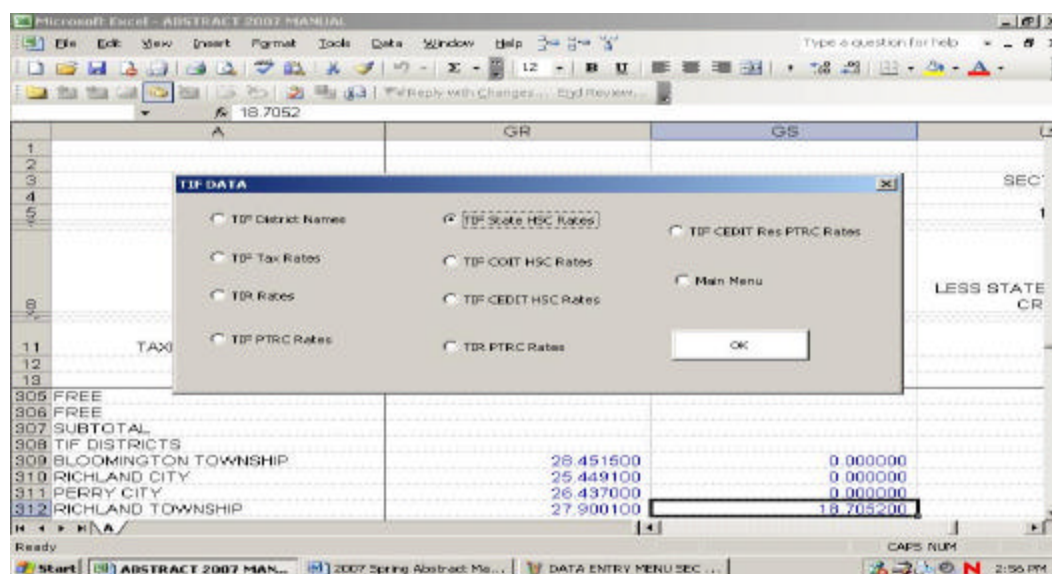 Microsoft Excel - ABSTRACT 2007 MANUAL
File Edit View Insert Format Tools Data Window Help
Type a question for help
12 B U
Reply with Changes... End Review...
fx 18.7052
A GR GS
1
2
3
4
5
8
11
12
13
SEC
1
LESS STATE
CR
TAXI
TIF DATA
TIF District Names
TIF Tax Rates
TIR Rates
TIF PTRC Rates
TIF State HSC Rates
TIF COIT HSC Rates
TIF CEDIT HSC Rates
TIR PTRC Rates
TIF CEDIT Res PTRC Rates
Main Menu
OK
305 FREE
306 FREE
307 SUBTOTAL
308 TIF DISTRICTS
309 BLOOMINGTON TOWNSHIP 28.451500 0.000000
310 RICHLAND CITY 25.449100 0.000000
311 PERRY CITY 26.437000 0.000000
312 RICHLAND TOWNSHIP 27.900100 18.705200
A
Ready
CAPS NUM
Start ABSTRACT 2007 MAN... 2007 Spring Abstract Ma... DATA ENTRY MENU SEC ... N 2:56 PM